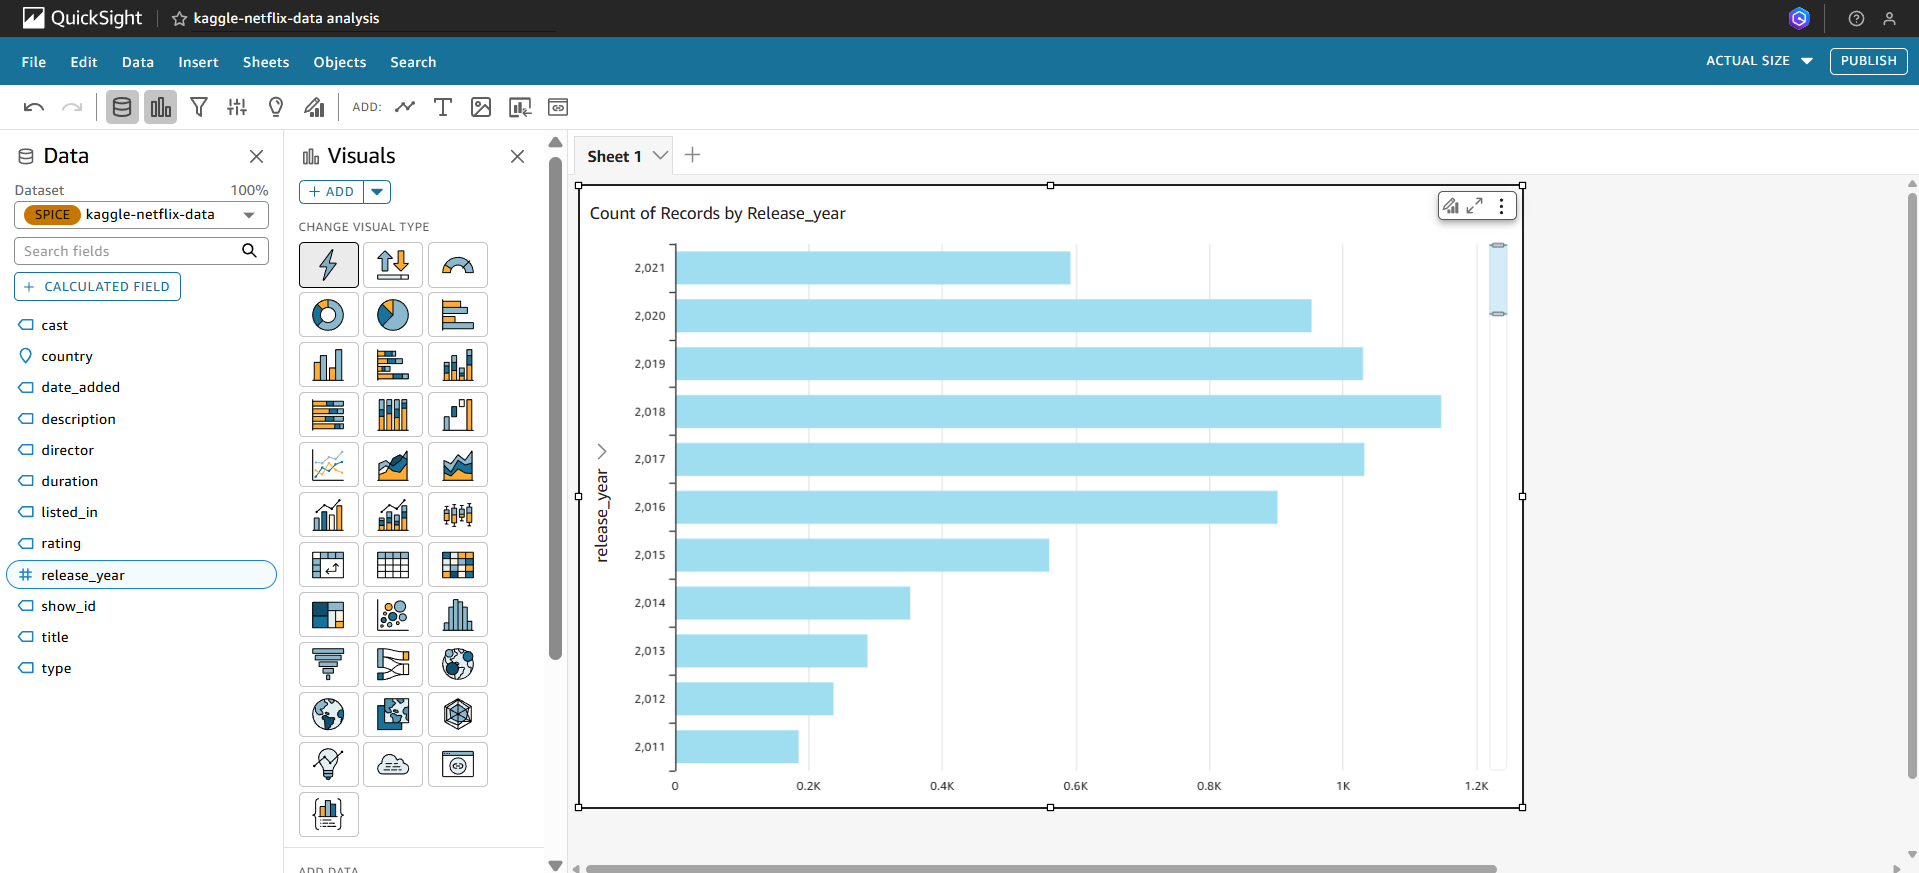 QuickSight
kaggle-netflix-data analysis
File Edit Data Insert Sheets Objects Search
ACTUAL SIZE
PUBLISH
ADD:
Data
Dataset 100%
SPICE kaggle-netflix-data
Search fields
+ CALCULATED FIELD
cast
country
date_added
description
director
duration
listed_in
rating
release_year
show_id
title
type
Visuals
+ ADD
CHANGE VISUAL TYPE
ADD DATA
Sheet 1
Count of Records by Release_year
release_year
2,021
2,020
2,019
2,018
2,017
2,016
2,015
2,014
2,013
2,012
2,011
0 0.2K 0.4K 0.6K 0.8K 1K 1.2K